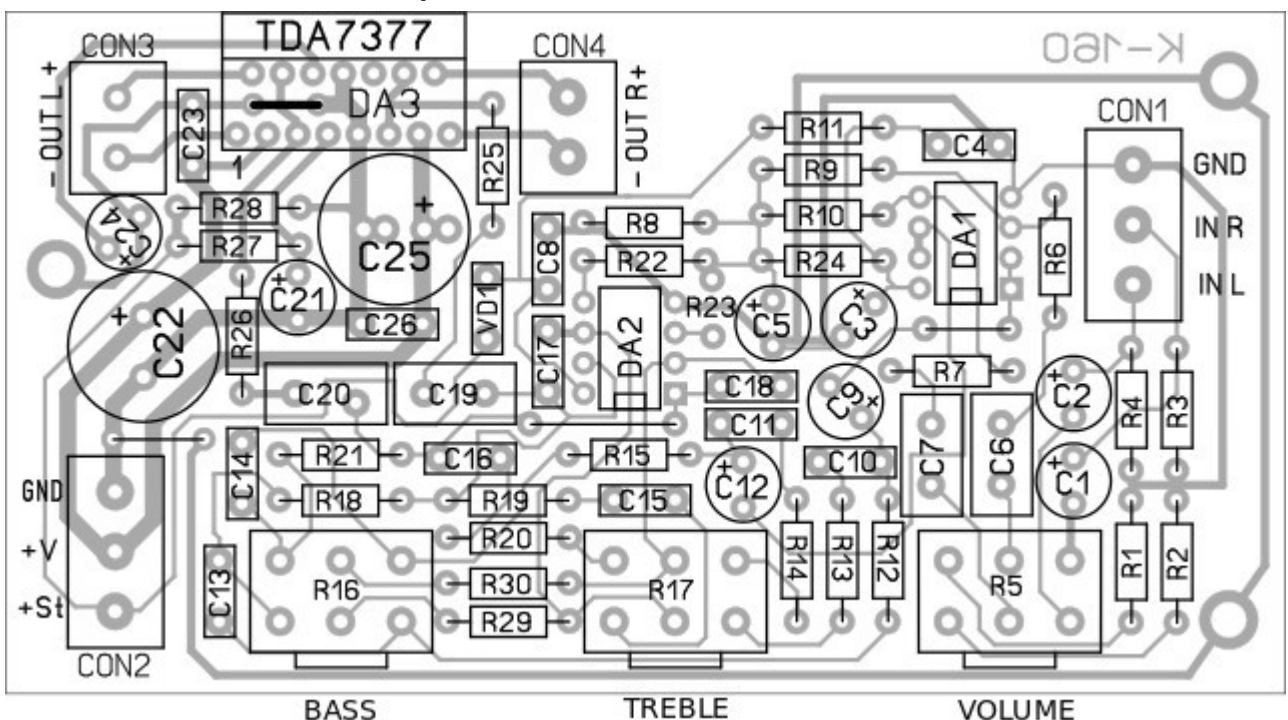 TDA7377
CON3
CON4
K-160
- OUT L +
DA3
- OUT R+
C23
1
R25
R11
C4
CON1
GND
R9
R28
+
R8
R10
DA1
IN R
C24
+
R27
C25
C8
R22
R24
R6
IN L
+
C22
R26
+
C21
C26
VD1
R23
+
C5
C3
+
C17
DA2
R7
+
C2
R4
R3
C20
C19
C18
C9
+
C11
C7
C6
C14
R21
C16
R15
+
C12
C10
+
C1
GND
R18
R19
C15
+V
R20
R14
R13
R12
R1
R2
+St
C13
R16
R30
R17
R5
R29
CON2
BASS
TREBLE
VOLUME